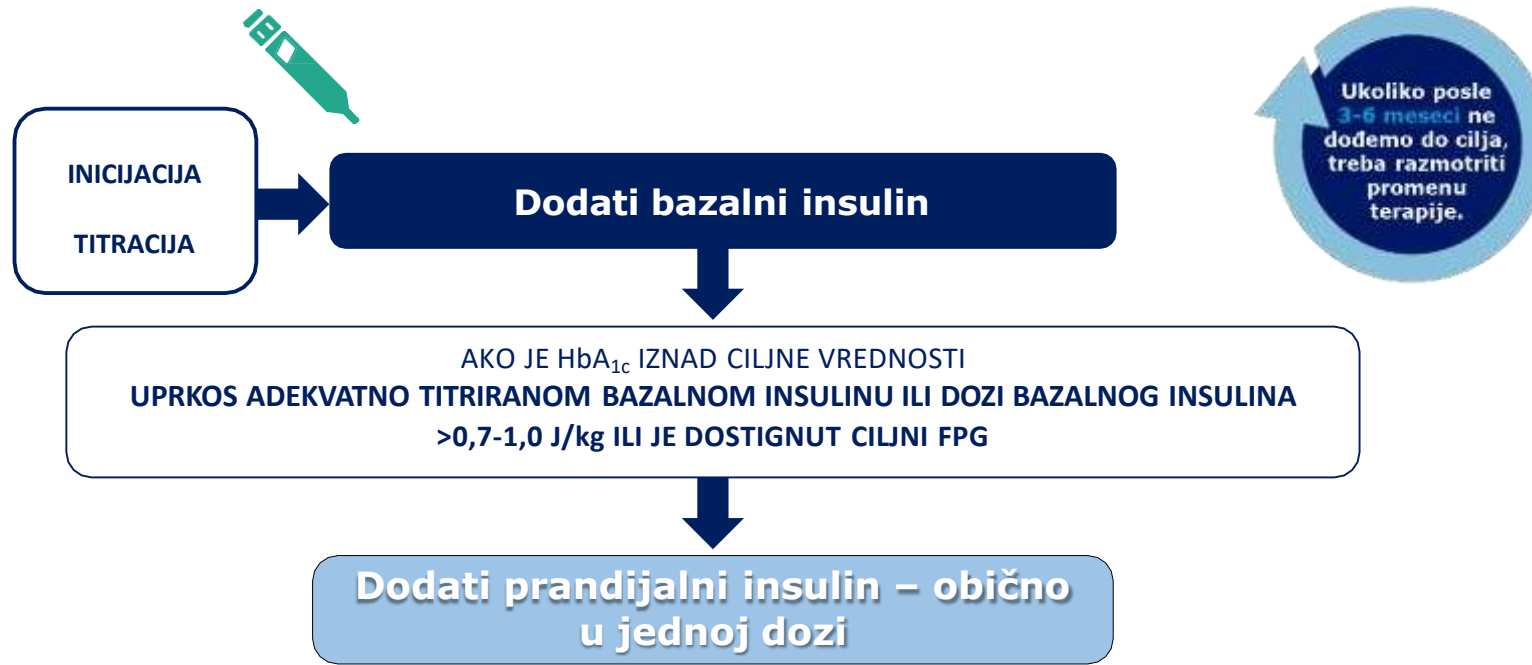 INICIJACIJA
TITRACIJA
Dodati bazalni insulin
Ukoliko posle
3-6 meseci ne
dođemo do cilja,
treba razmotriti
promenu
terapije.
AKO JE HbA1c IZNAD CILJNE VREDNOSTI
UPRKOS ADEKVATNO TITRIRANOM BAZALNOM INSULINU ILI DOZI BAZALNOG INSULINA
>0,7-1,0 J/kg ILI JE DOSTIGNUT CILJNI FPG
Dodati prandijalni insulin – obično
u jednoj dozi